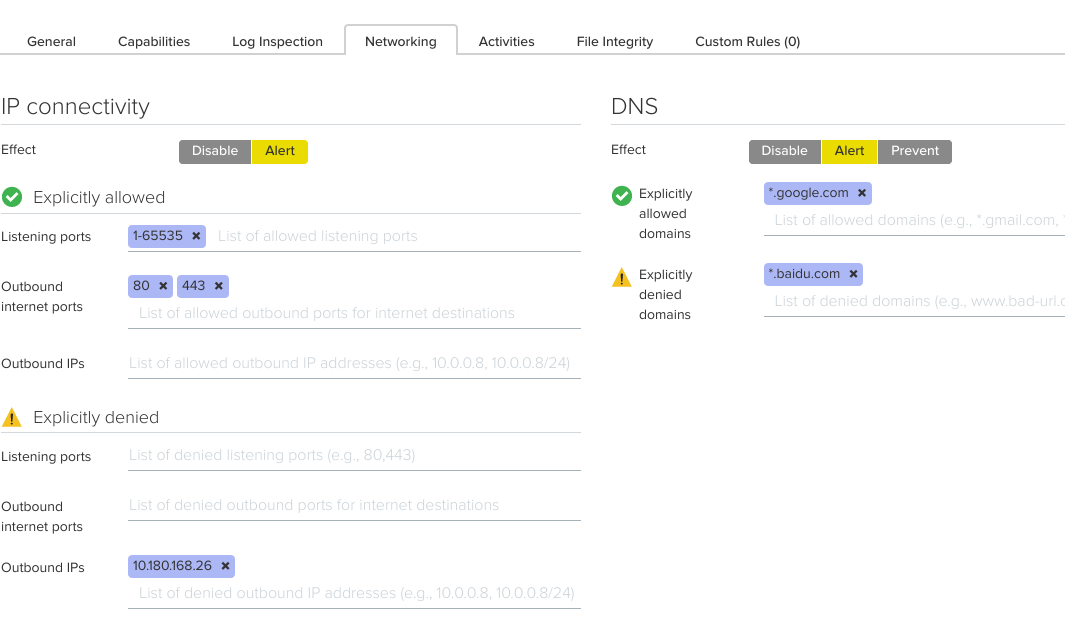 General Capabilities Log Inspection Networking Activities File Integrity Custom Rules (0)
IP connectivity
Effect Disable Alert
Explicitly allowed
Listening ports 1-65535 × List of allowed listening ports
Outbound internet ports 80 × 443 ×
List of allowed outbound ports for internet destinations
Outbound IPs List of allowed outbound IP addresses (e.g., 10.0.0.8, 10.0.0.8/24)
Explicitly denied
Listening ports List of denied listening ports (e.g., 80,443)
Outbound internet ports List of denied outbound ports for internet destinations
Outbound IPs 10.180.168.26 ×
List of denied outbound IP addresses (e.g., 10.0.0.8, 10.0.0.8/24)
DNS
Effect Disable Alert Prevent
Explicitly allowed domains *.google.com ×
List of allowed domains (e.g., *.gmail.com, *
Explicitly denied domains *.baidu.com ×
List of denied domains (e.g., www.bad-url.c